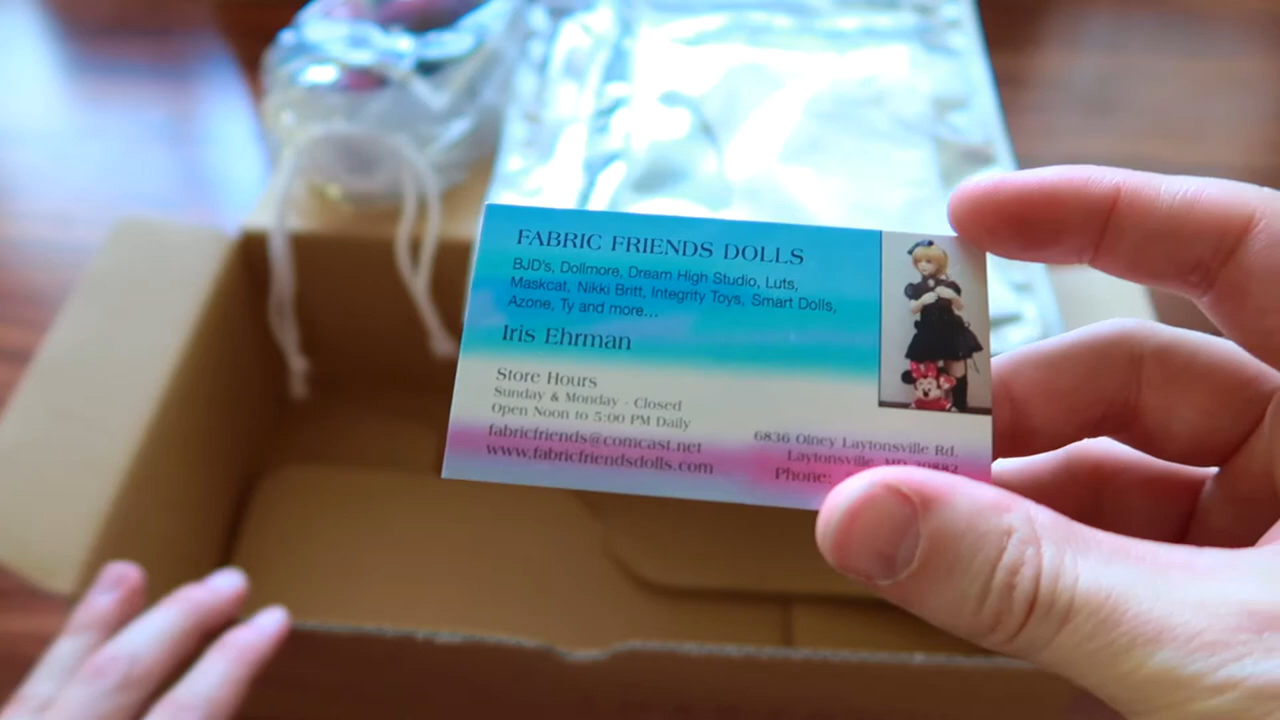 FABRIC FRIENDS DOLLS
BJD's, Dollmore, Dream High Studio, Luts,
Maskcat, Nikki Britt, Integrity Toys, Smart Dolls,
Azone, Ty and more...
Iris Ehrman
Store Hours
Sunday & Monday - Closed
Open Noon to 5:00 PM Daily
fabricfriends@comcast.net
www.fabricfriendsdolls.com
6836 Olney Laytonsville Rd.
Laytonsville, MD 20882
Phone: